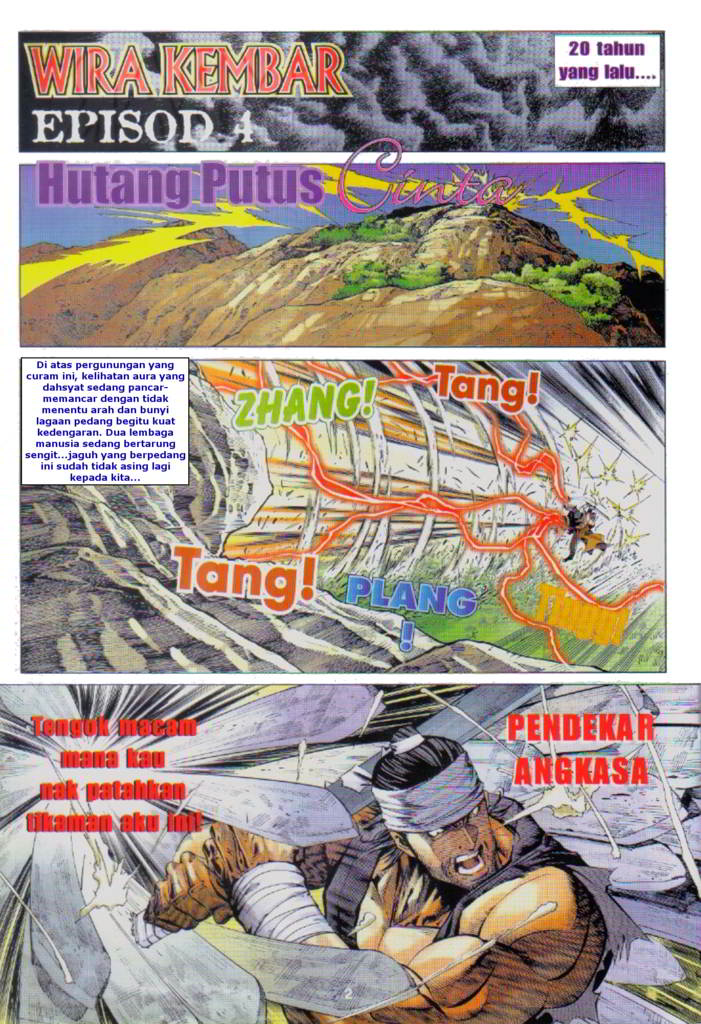 WIRA KEMBAR
EPISOD 4
20 tahun
yang lalu....
Hutang Putus Cinta
Di atas pergunungan yang
curam ini, kelihatan aura yang
dahsyat sedang pancar-
memancar dengan tidak
menentu arah dan bunyi
lagaan pedang begitu kuat
kedengaran. Dua lembaga
manusia sedang bertarung
sengit...jaguh yang berpedang
ini sudah tidak asing lagi
kepada kita...
ZHANG!
Tang!
Tang!
PLANG
!
Tengok macam
mana kau
nak patahkan
tikaman aku ini!
PENDEKAR
ANGKASA
2